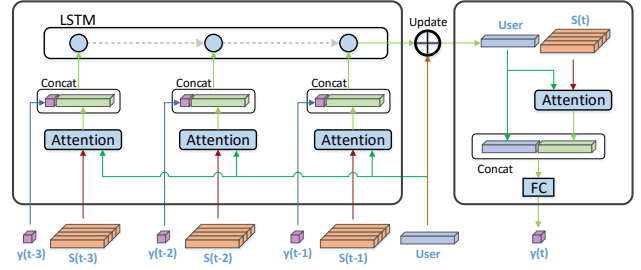 LSTM
Update
User
S(t)
Concat
Concat
Concat
Attention
Attention
Attention
Attention
Concat
FC
y(t-3)
S(t-3)
y(t-2)
S(t-2)
y(t-1)
S(t-1)
User
y(t)